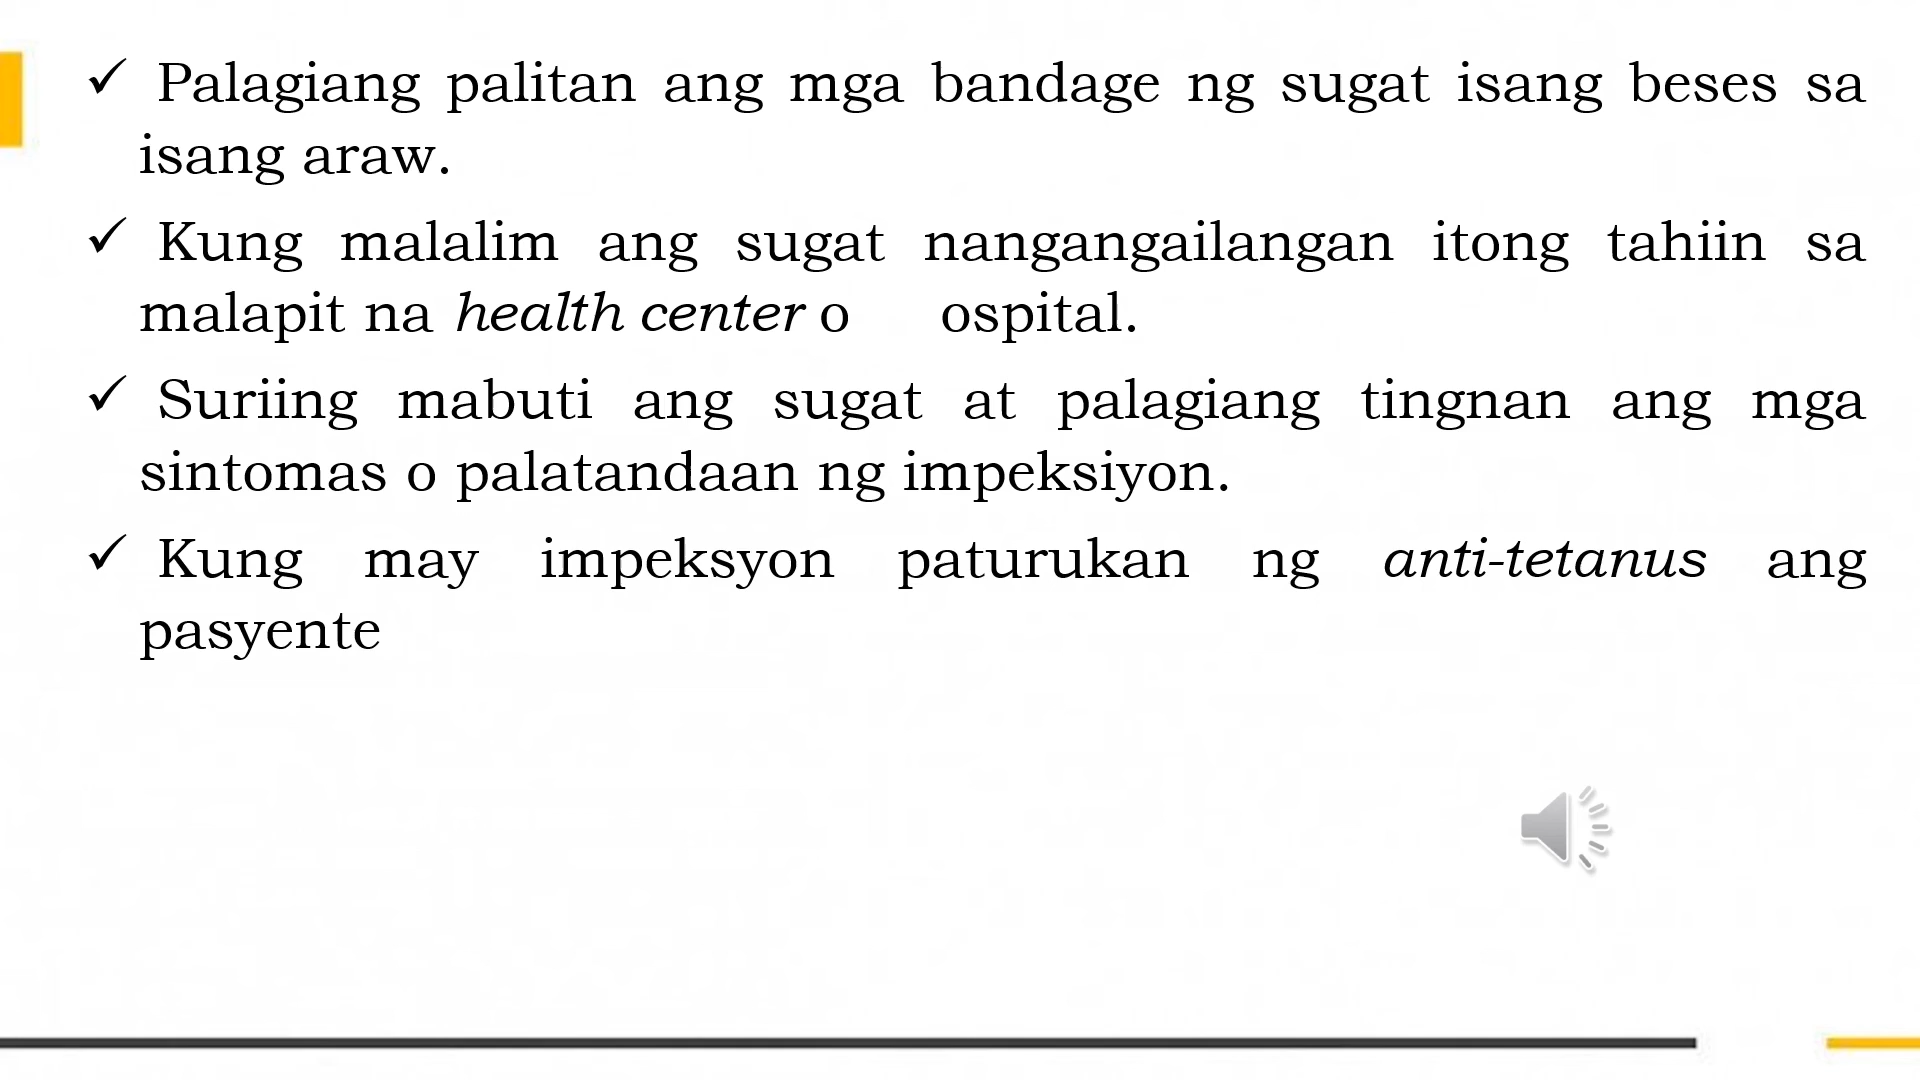 ✓ Palagiang palitan ang mga bandage ng sugat isang beses sa
isang araw.
✓ Kung malalim ang sugat nangangailangan itong tahiin sa
malapit na health center o ospital.
✓ Suriing mabuti ang sugat at palagiang tingnan ang mga
sintomas o palatandaan ng impeksiyon.
✓ Kung may impeksyon paturukan ng anti-tetanus ang
pasyente